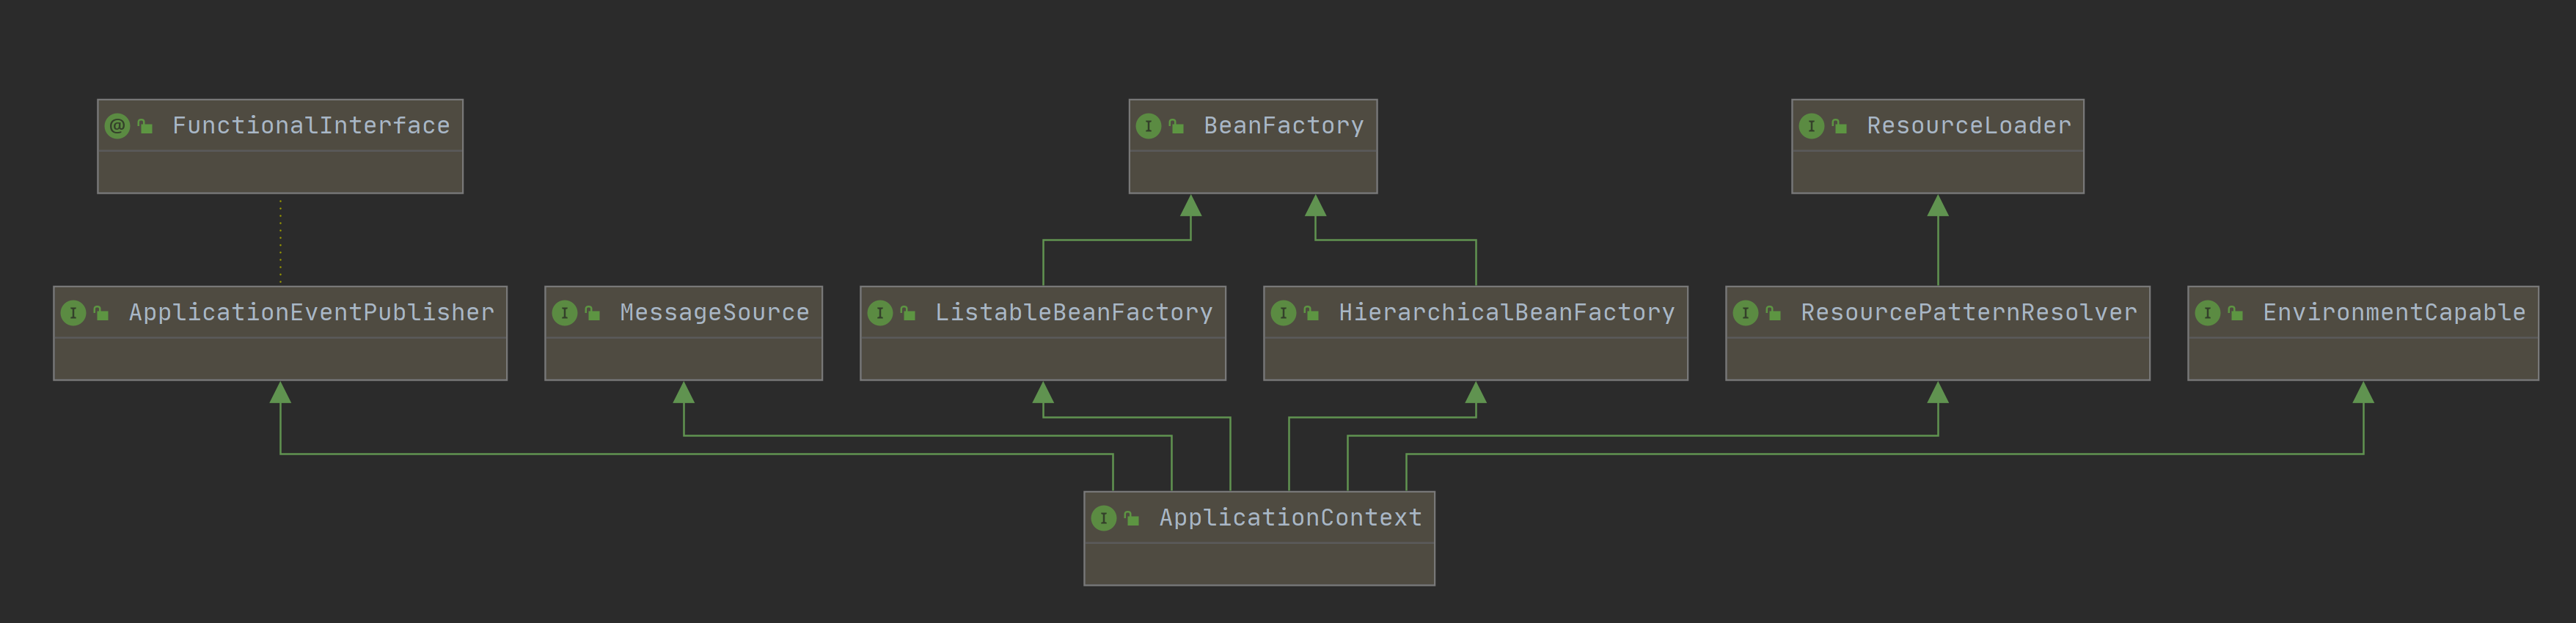 FunctionalInterface
BeanFactory
ResourceLoader
ApplicationEventPublisher
MessageSource
ListableBeanFactory
HierarchicalBeanFactory
ResourcePatternResolver
EnvironmentCapable
ApplicationContext